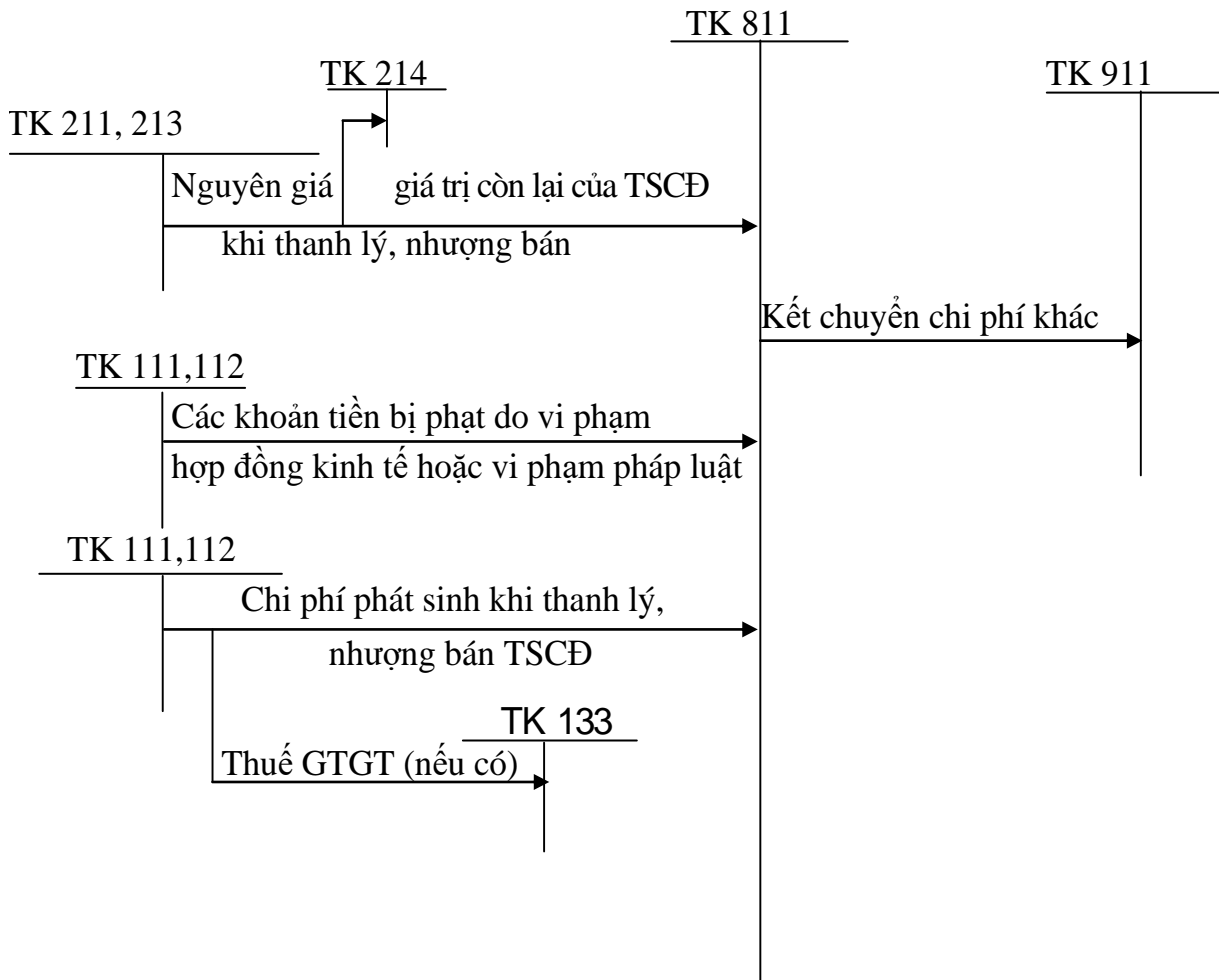 TK 811
TK 214
TK 911
TK 211, 213
Nguyên giá
giá trị còn lại của TSCĐ
khi thanh lý, nhượng bán
Kết chuyển chi phí khác
TK 111,112
Các khoản tiền bị phạt do vi phạm
hợp đồng kinh tế hoặc vi phạm pháp luật
TK 111,112
Chi phí phát sinh khi thanh lý,
nhượng bán TSCĐ
TK 133
Thuế GTGT (nếu có)